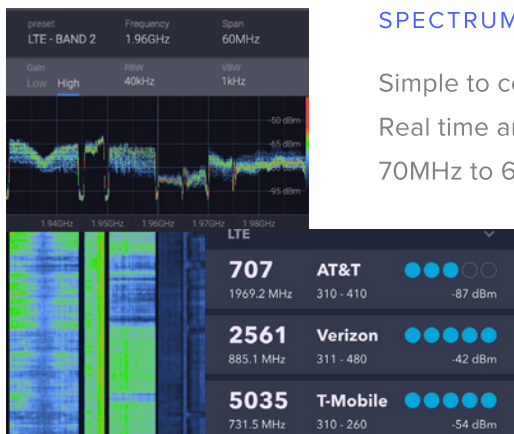 preset Frequency Span
LTE - BAND 2 1.96GHz 60MHz
Gain RBW VBW
Low High 40kHz 1kHz
-50 dBm
-65 dBm
-80 dBm
-95 dBm
1.94GHz 1.95GHz 1.96GHz 1.97GHz 1.98GHz
SPECTRUM
Simple to c
Real time a
70MHz to 6
LTE
707 AT&T
1969.2 MHz 310 - 410 -87 dBm
2561 Verizon
885.1 MHz 311 - 480 -42 dBm
5035 T-Mobile
731.5 MHz 310 - 260 -54 dBm